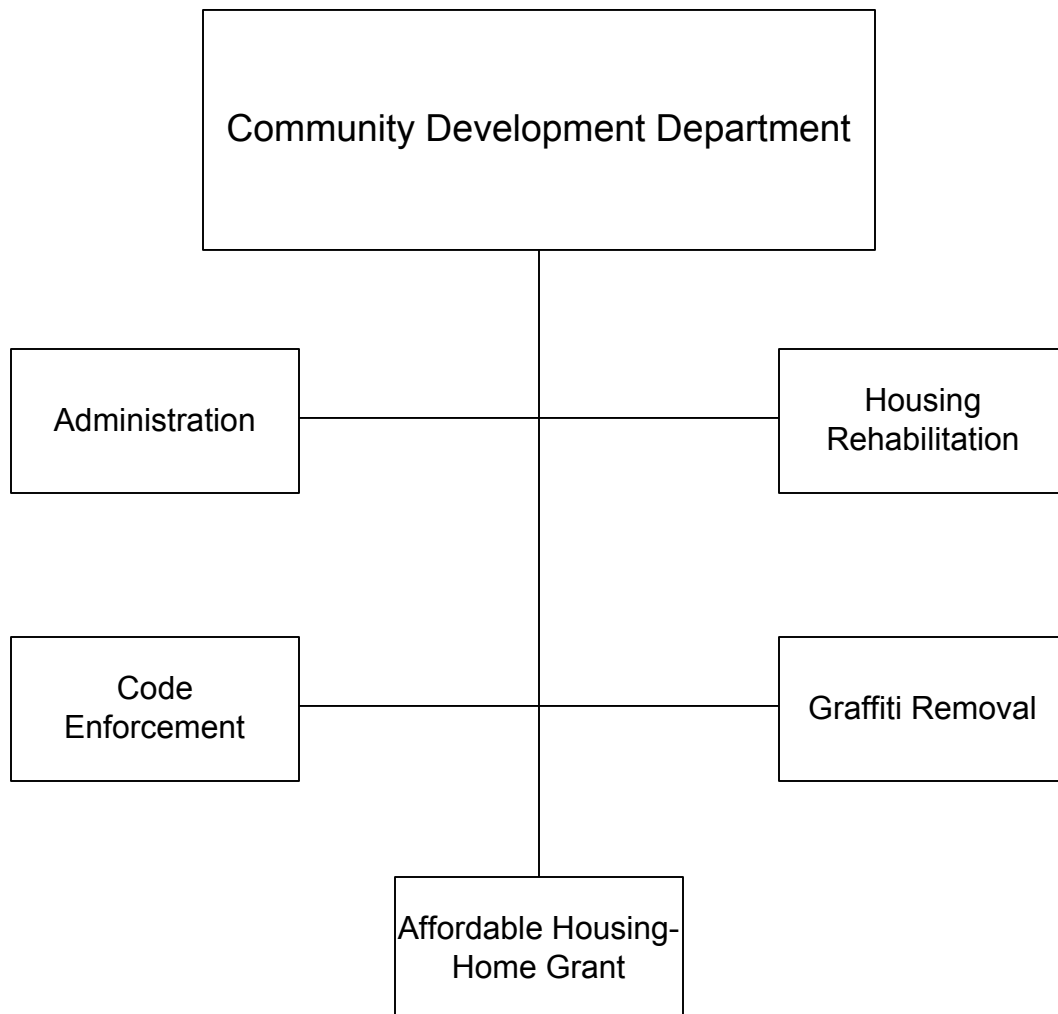 Community Development Department
Administration
Housing
Rehabilitation
Code
Enforcement
Graffiti Removal
Affordable Housing-
Home Grant